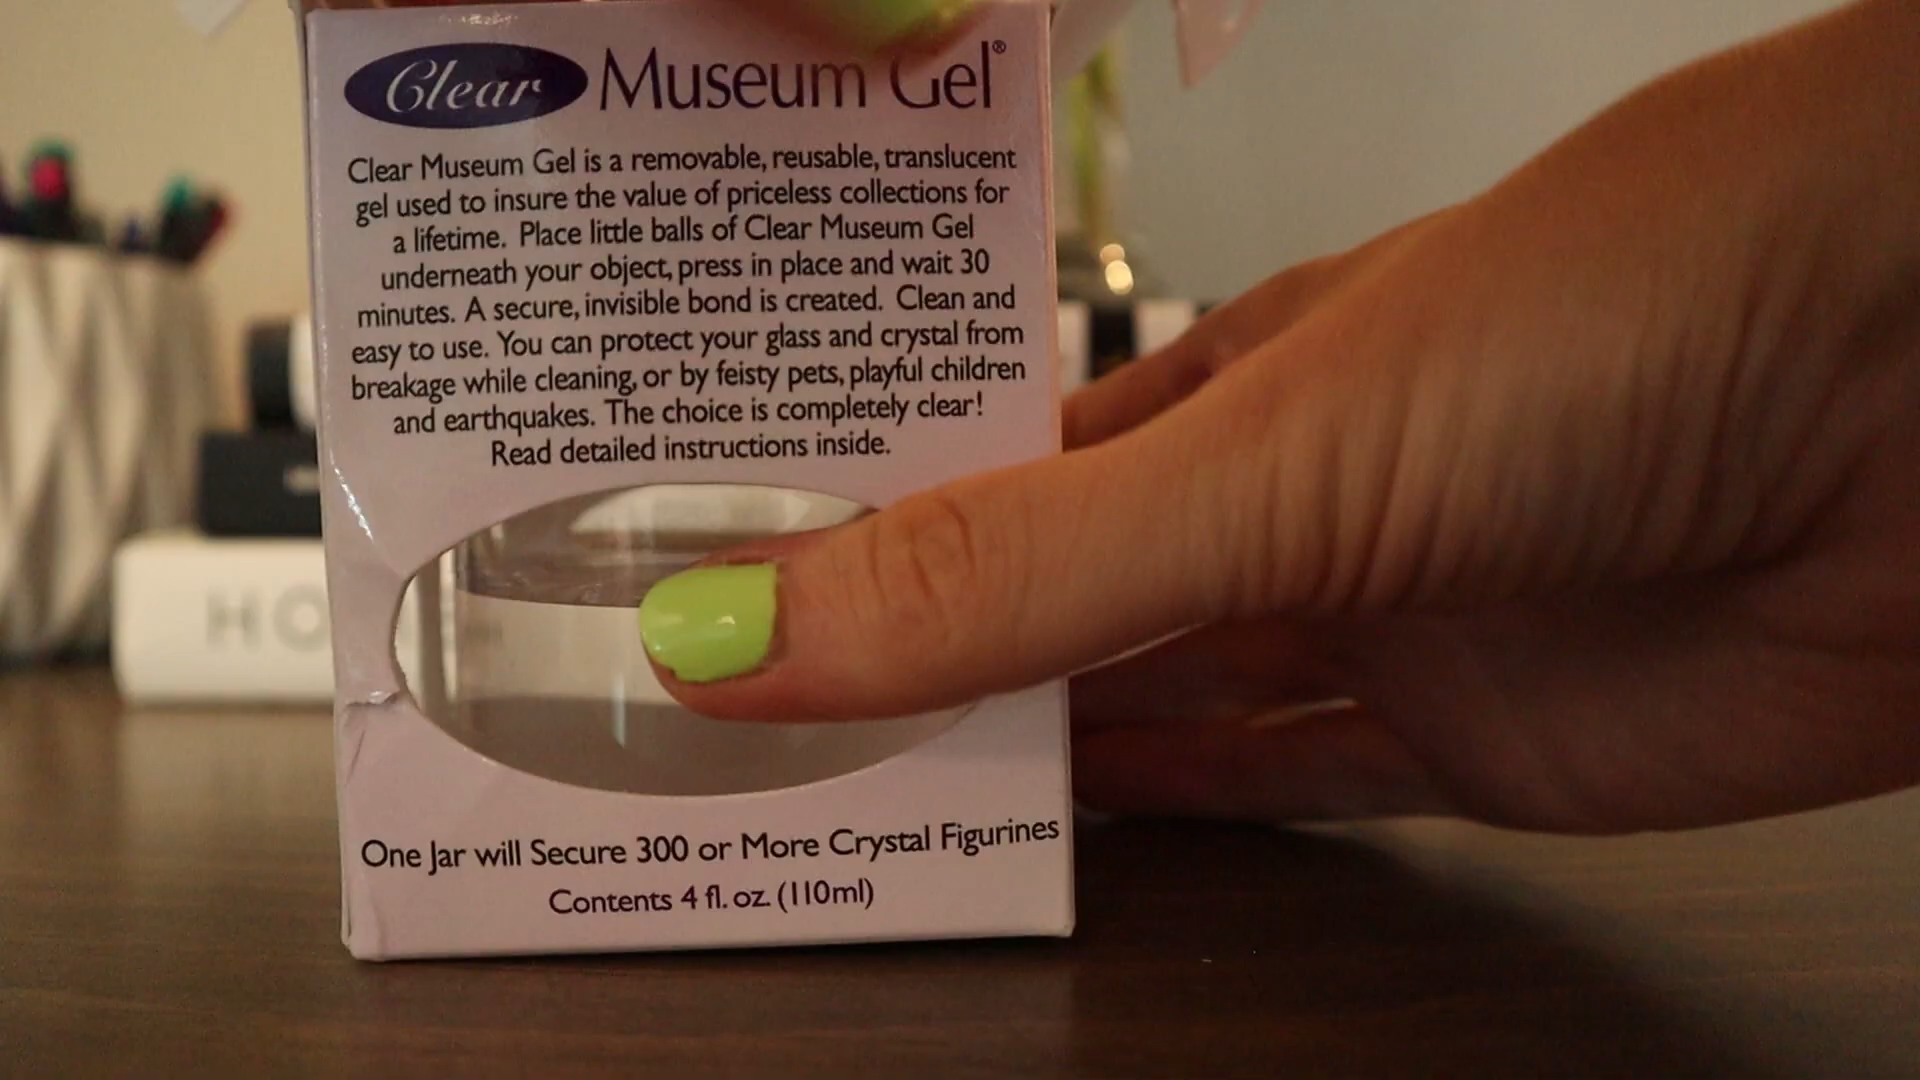 Clear Museum Gel®
Clear Museum Gel is a removable, reusable, translucent
gel used to insure the value of priceless collections for
a lifetime. Place little balls of Clear Museum Gel
underneath your object, press in place and wait 30
minutes. A secure, invisible bond is created. Clean and
easy to use. You can protect your glass and crystal from
breakage while cleaning, or by feisty pets, playful children
and earthquakes. The choice is completely clear!
Read detailed instructions inside.
HO
One Jar will Secure 300 or More Crystal Figurines
Contents 4 fl. oz. (110ml)